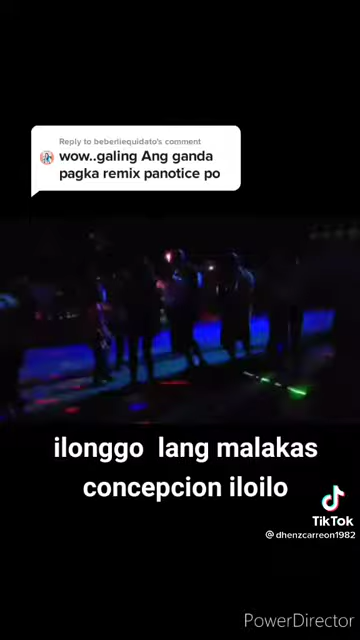 Reply to beberliequidato's comment
wow..galing Ang ganda
pagka remix panotice po
ilonggo lang malakas
concepcion iloilo
TikTok
@dhenzcarreon1982
PowerDirector